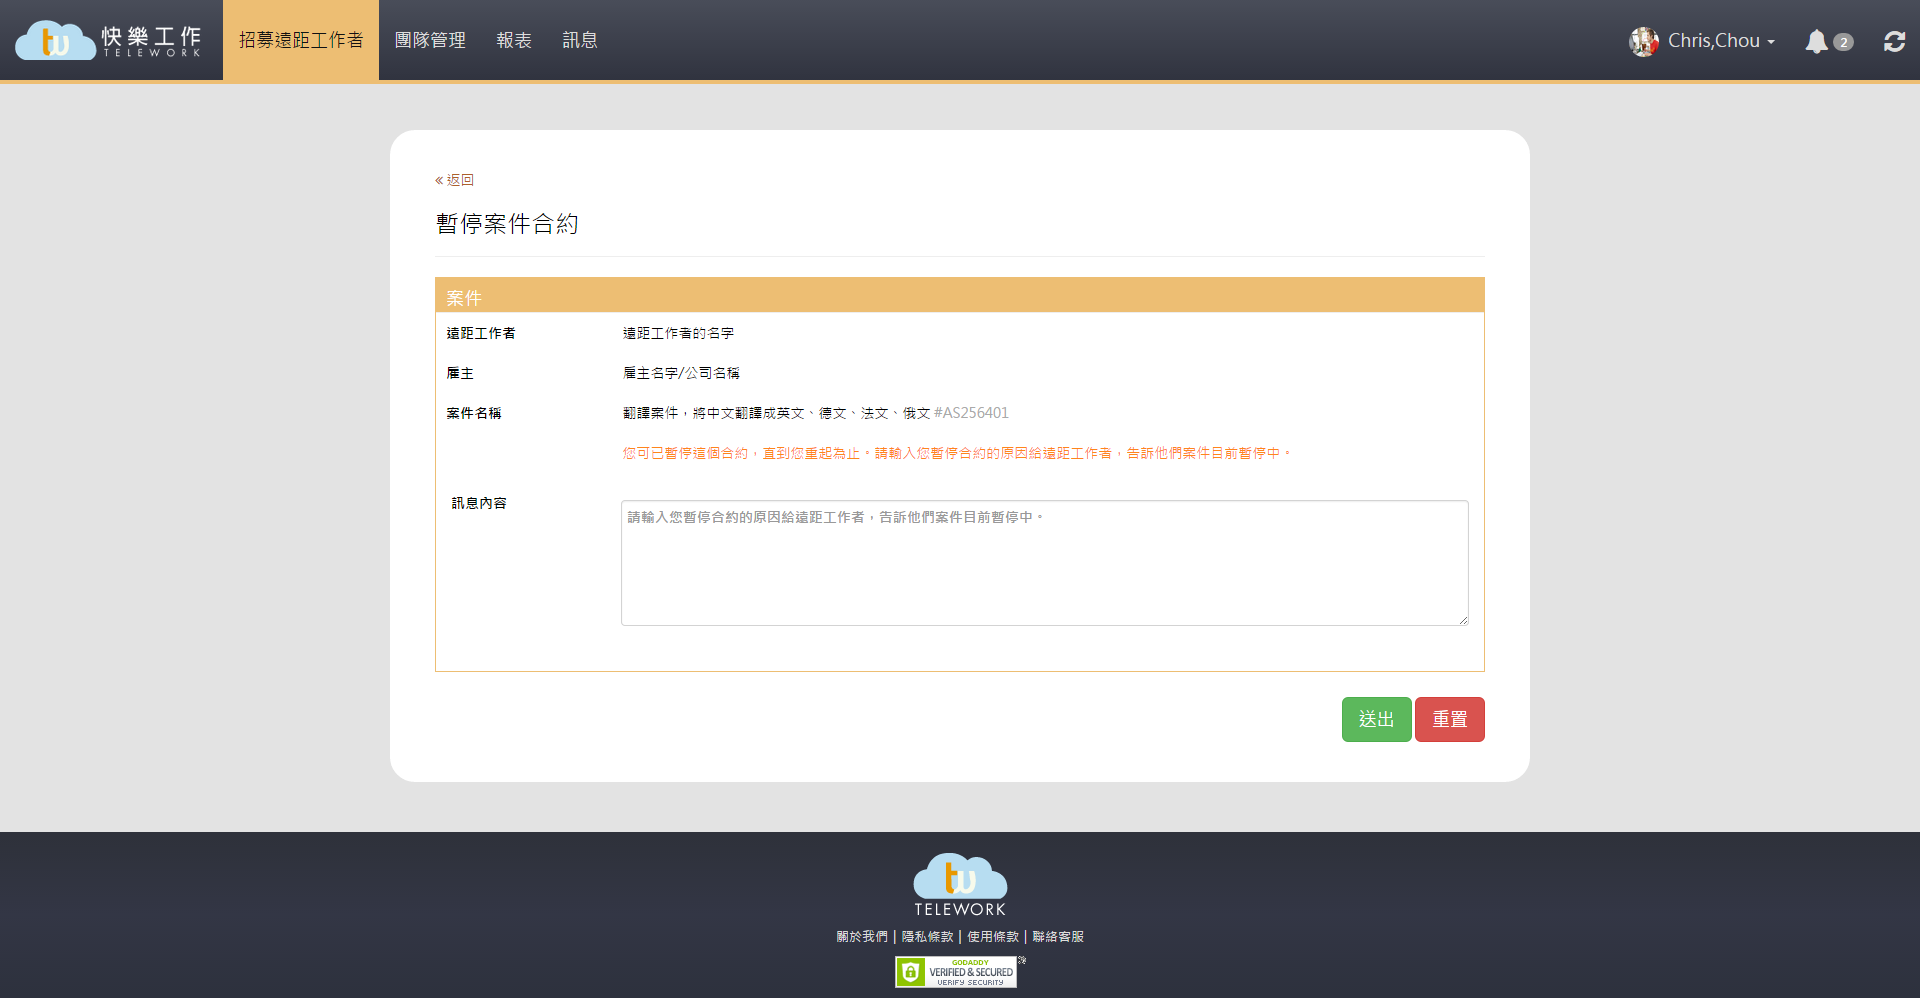 tw 快樂工作
TELEWORK
招募遠距工作者
團隊管理
報表
訊息
Chris,Chou
2
« 返回
暫停案件合約
案件
遠距工作者 遠距工作者的名字
雇主 雇主名字/公司名稱
案件名稱 翻譯案件，將中文翻譯成英文、德文、法文、俄文 #AS256401
您可已暫停這個合約，直到您重起為止。請輸入您暫停合約的原因給遠距工作者，告訴他們案件目前暫停中。
訊息內容 請輸入您暫停合約的原因給遠距工作者，告訴他們案件目前暫停中。
送出 重置
tw
TELEWORK
關於我們 | 隱私條款 | 使用條款 | 聯絡客服
GODADDY
VERIFIED & SECURED
VERIFY SECURITY